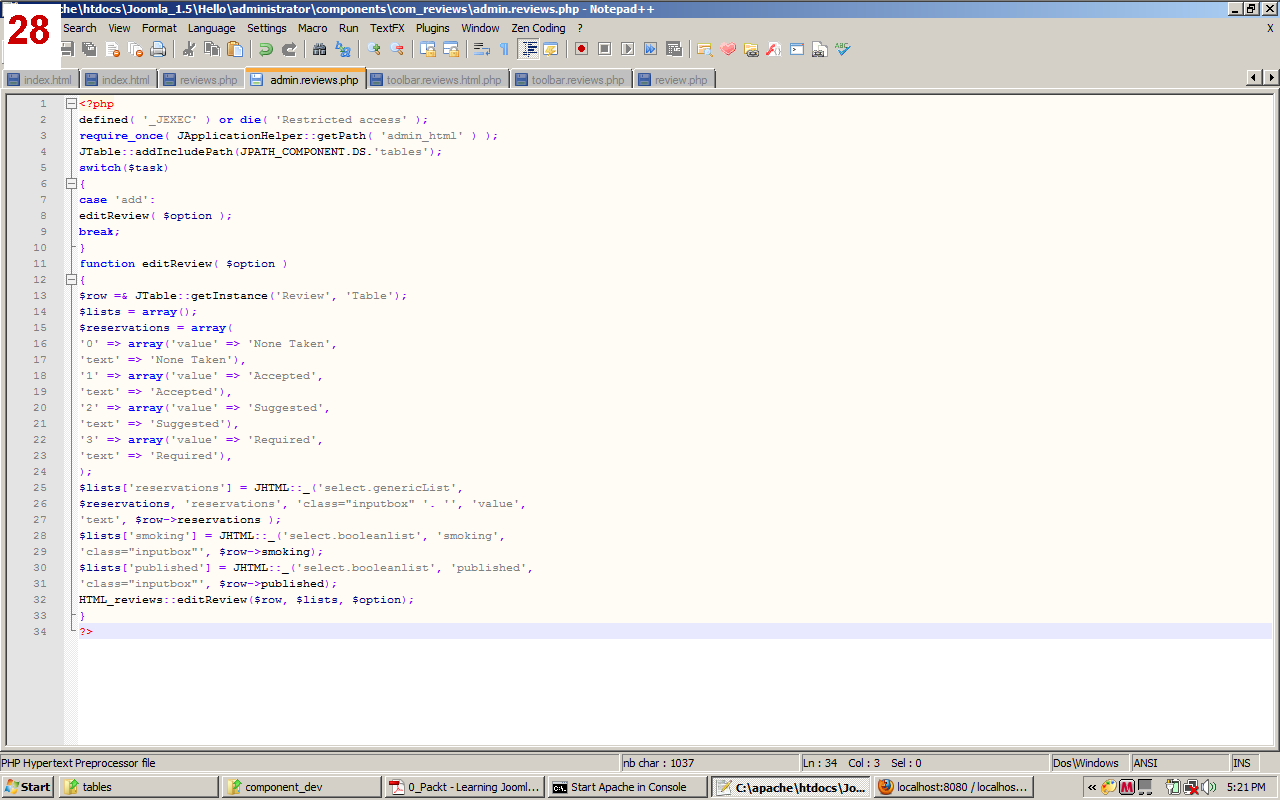 28
ache\htdocs\Joomla_1.5\Hello\administrator\components\com_reviews\admin.reviews.php - Notepad++
Search View Format Language Settings Macro Run TextFX Plugins Window Zen Coding ? X
index.html index.html reviews.php admin.reviews.php toolbar.reviews.html.php toolbar.reviews.php review.php
1 <?php
2 defined( '_JEXEC' ) or die( 'Restricted access' );
3 require_once( JApplicationHelper::getPath( 'admin_html' ) );
4 JTable::addIncludePath(JPATH_COMPONENT.DS.'tables');
5 switch($task)
6 {
7 case 'add':
8 editReview( $option );
9 break;
10 }
11 function editReview( $option )
12 {
13 $row =& JTable::getInstance('Review', 'Table');
14 $lists = array();
15 $reservations = array(
16 '0' => array('value' => 'None Taken',
17 'text' => 'None Taken'),
18 '1' => array('value' => 'Accepted',
19 'text' => 'Accepted'),
20 '2' => array('value' => 'Suggested',
21 'text' => 'Suggested'),
22 '3' => array('value' => 'Required',
23 'text' => 'Required'),
24 );
25 $lists['reservations'] = JHTML::_('select.genericList',
26 $reservations, 'reservations', 'class="inputbox" '. '', 'value',
27 'text', $row->reservations );
28 $lists['smoking'] = JHTML::_('select.booleanlist', 'smoking',
29 'class="inputbox"', $row->smoking);
30 $lists['published'] = JHTML::_('select.booleanlist', 'published',
31 'class="inputbox"', $row->published);
32 HTML_reviews::editReview($row, $lists, $option);
33 }
34 ?>
PHP Hypertext Preprocessor file nb char : 1037 Ln : 34 Col : 3 Sel : 0 Dos\Windows ANSI INS
Start tables component_dev 0_Packt - Learning Jooml... Start Apache in Console C:\apache\htdocs\Jo... localhost:8080 / localhos... « 5:21 PM